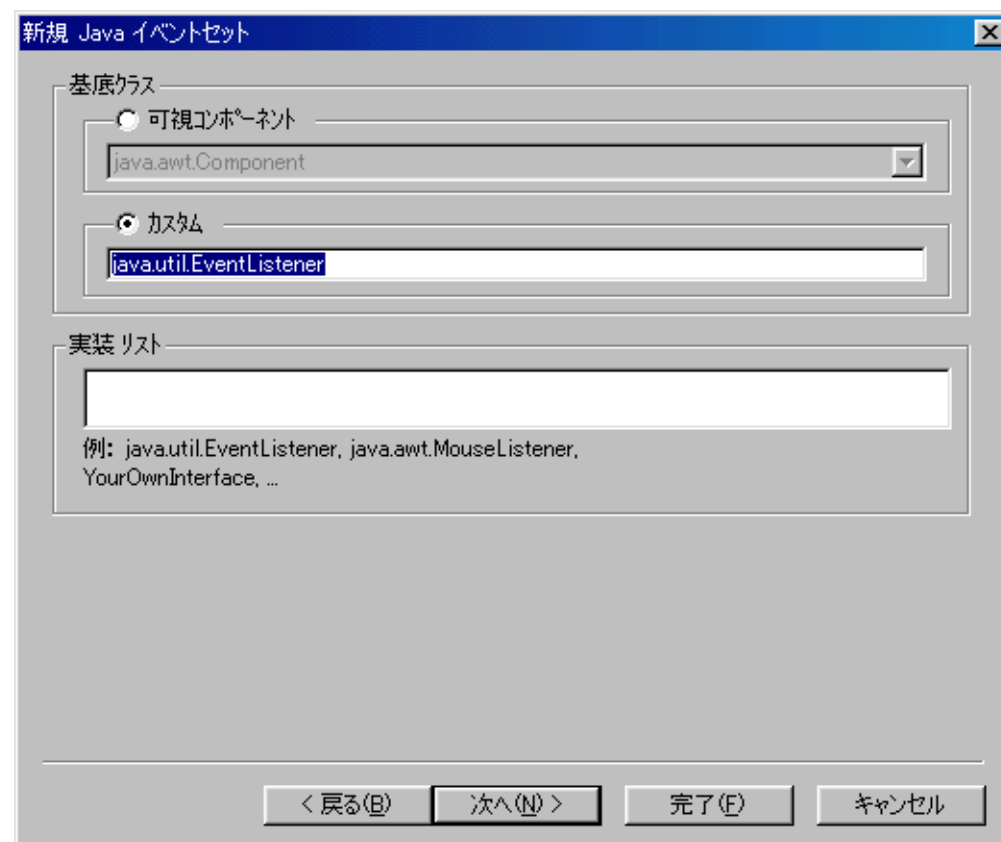 新規 Java イベントセット
基底クラス
可視コンポーネント
java.awt.Component
カスタム
java.util.EventListener
実装 リスト
例: java.util.EventListener, java.awt.MouseListener,
YourOwnInterface, ...
< 戻る(B) 次へ(N) > 完了(F) キャンセル